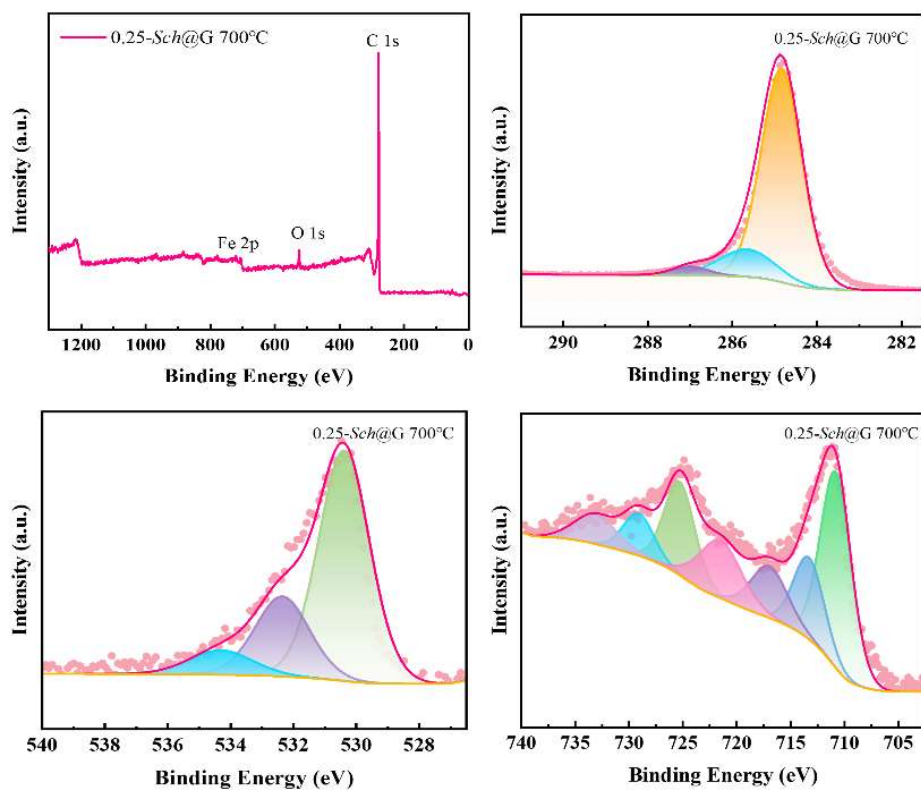 0.25-Sch@G 700°C
C 1s
O 1s
Fe 2p
Intensity (a.u.)
1200 1000 800 600 400 200 0
Binding Energy (eV)
0.25-Sch@G 700°C
Intensity (a.u.)
290 288 286 284 282
Binding Energy (eV)
0.25-Sch@G 700°C
Intensity (a.u.)
540 538 536 534 532 530 528
Binding Energy (eV)
0.25-Sch@G 700°C
Intensity (a.u.)
740 735 730 725 720 715 710 705
Binding Energy (eV)